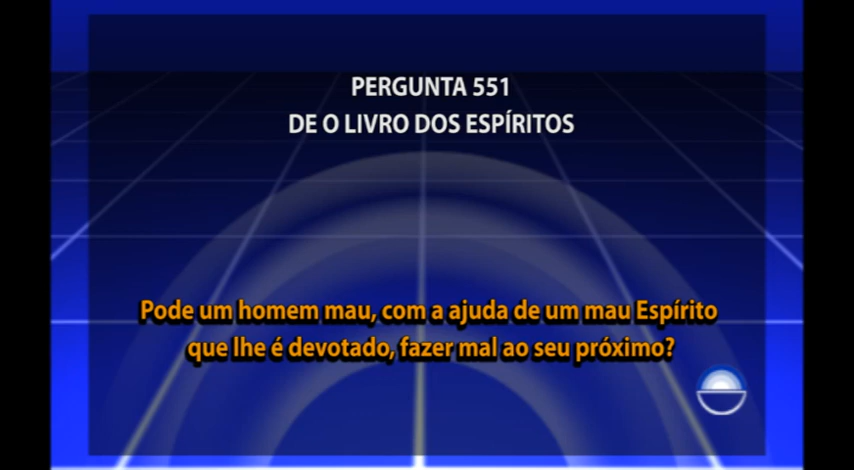 PERGUNTA 551
DE O LIVRO DOS ESPÍRITOS
Pode um homem mau, com a ajuda de um mau Espírito
que lhe é devotado, fazer mal ao seu próximo?